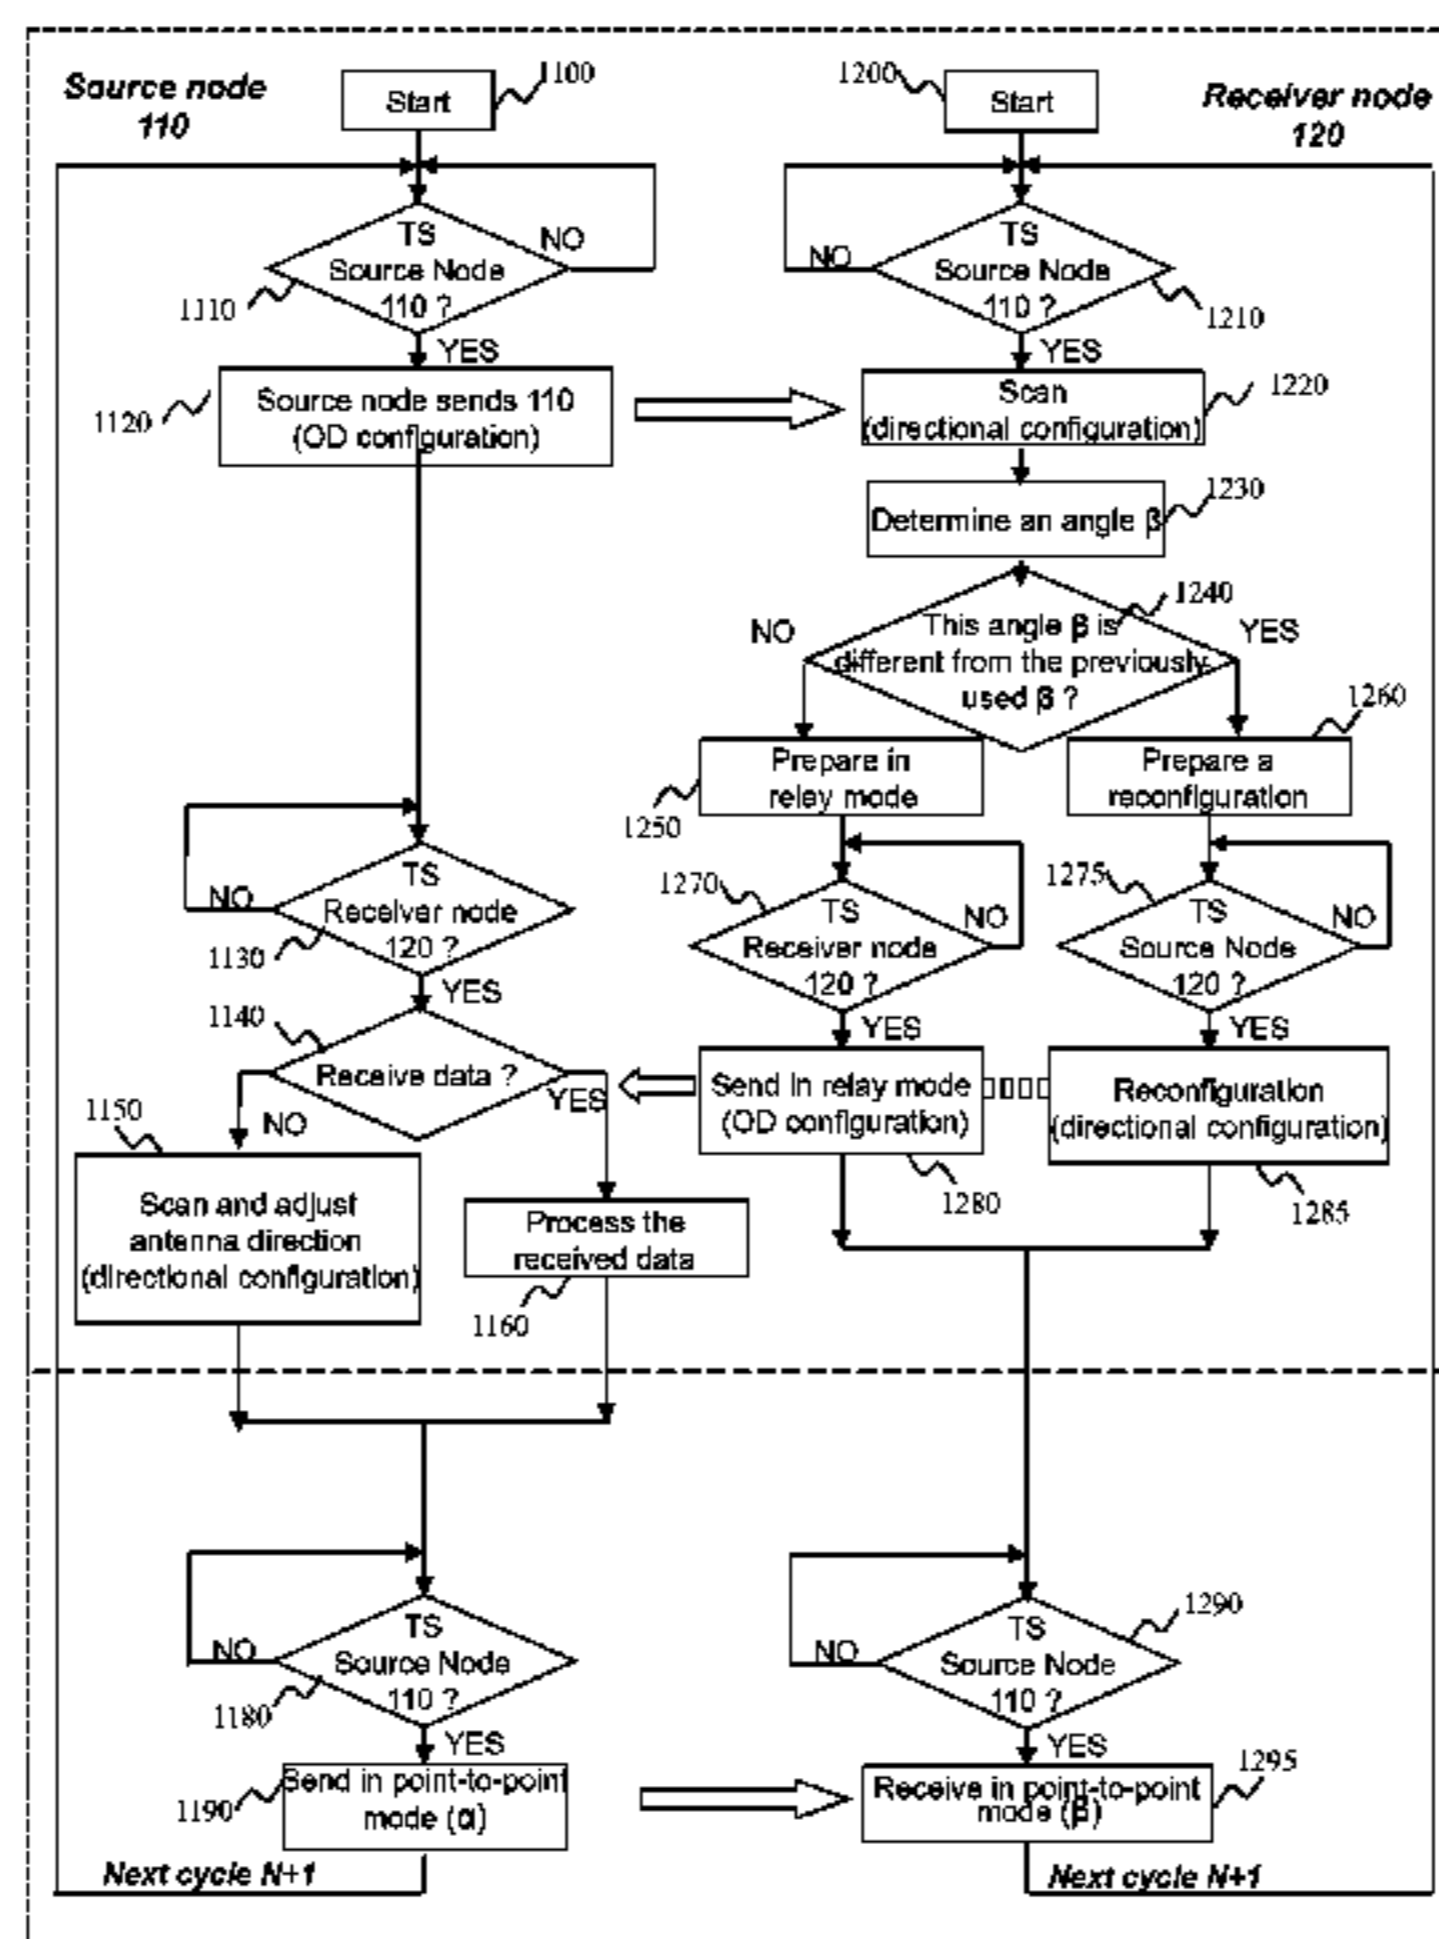 Source node
110
Start
1100
1200
Start
Receiver node
120
TS
Source Node
110 ?
NO
1110
YES
TS
Source Node
110 ?
NO
1210
YES
1120
Source node sends 110
(OD configuration)
Scan
(directional configuration)
1220
Determine an angle β
1230
1240
NO
This angle β is
different from the previously
used β ?
YES
1260
Prepare in
relay mode
1250
Prepare a
reconfiguration
TS
Receiver node
120 ?
NO
1130
YES
1270
TS
Receiver node
120 ?
NO
YES
1275
TS
Source Node
120 ?
NO
YES
1140
Receive data ?
YES
NO
Send in relay mode
(OD configuration)
1280
Reconfiguration
(directional configuration)
1285
1150
Scan and adjust
antenna direction
(directional configuration)
Process the
received data
1160
TS
Source Node
110 ?
NO
1180
YES
TS
Source Node
110 ?
NO
1290
YES
Send in point-to-point
mode (α)
1190
Receive in point-to-point
mode (β)
1295
Next cycle N+1
Next cycle N+1